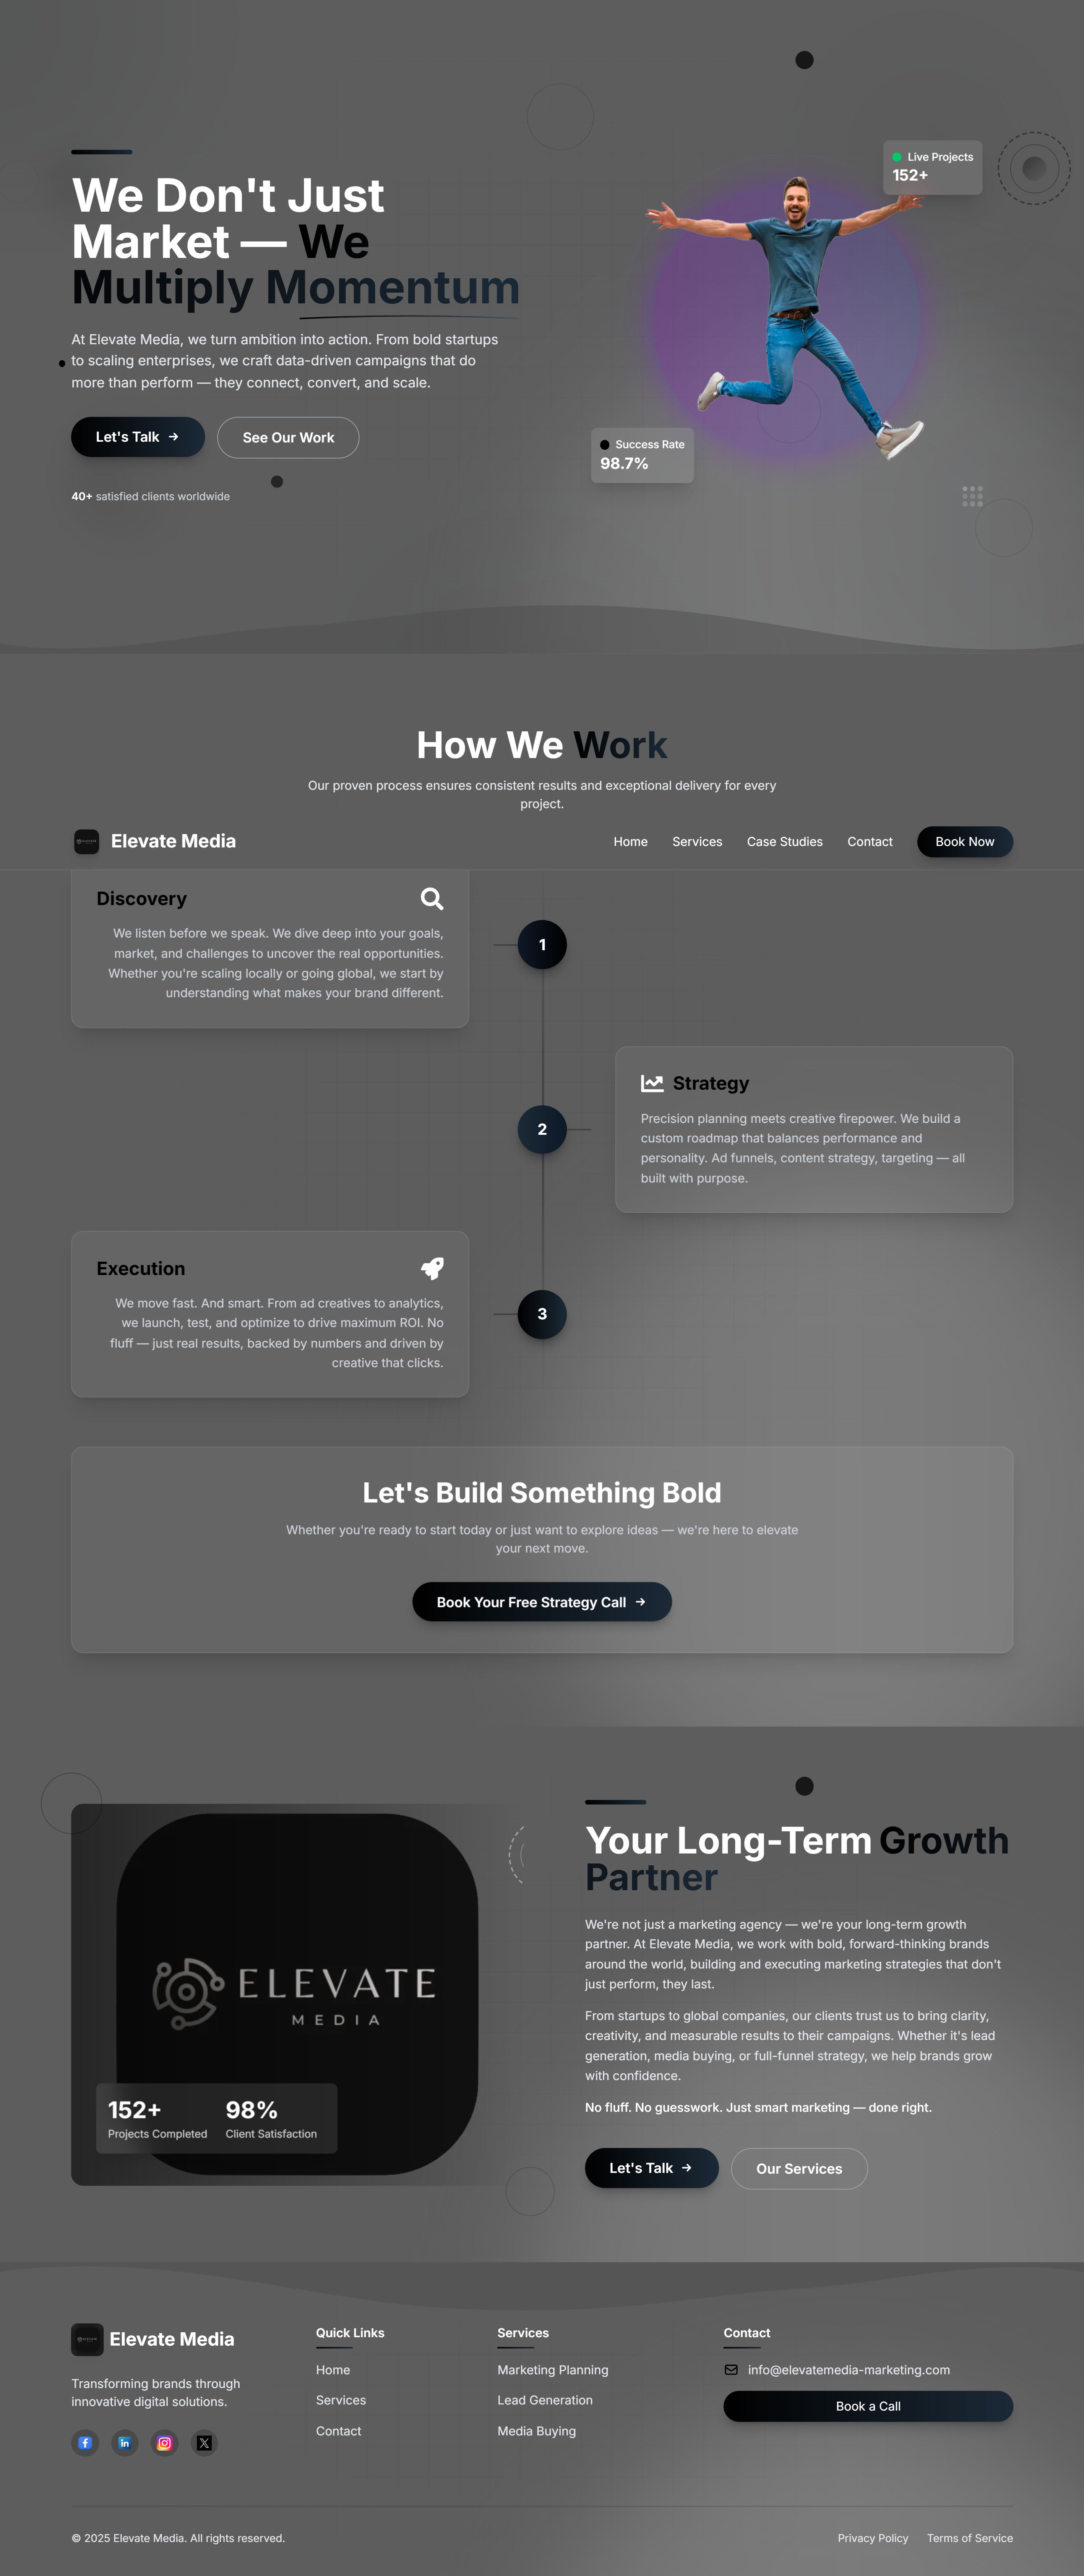 Live Projects
152+
We Don't Just
Market — We
Multiply Momentum
At Elevate Media, we turn ambition into action. From bold startups
to scaling enterprises, we craft data-driven campaigns that do
more than perform — they connect, convert, and scale.
Let's Talk
See Our Work
Success Rate
98.7%
40+ satisfied clients worldwide
How We Work
Our proven process ensures consistent results and exceptional delivery for every
project.
Elevate Media
Home
Services
Case Studies
Contact
Book Now
Discovery
We listen before we speak. We dive deep into your goals,
market, and challenges to uncover the real opportunities.
Whether you're scaling locally or going global, we start by
understanding what makes your brand different.
1
Strategy
Precision planning meets creative firepower. We build a
custom roadmap that balances performance and
personality. Ad funnels, content strategy, targeting — all
built with purpose.
2
Execution
We move fast. And smart. From ad creatives to analytics,
we launch, test, and optimize to drive maximum ROI. No
fluff — just real results, backed by numbers and driven by
creative that clicks.
3
Let's Build Something Bold
Whether you're ready to start today or just want to explore ideas — we're here to elevate
your next move.
Book Your Free Strategy Call
ELEVATE
MEDIA
152+
Projects Completed
98%
Client Satisfaction
Your Long-Term Growth
Partner
We're not just a marketing agency — we're your long-term growth
partner. At Elevate Media, we work with bold, forward-thinking brands
around the world, building and executing marketing strategies that don't
just perform, they last.
From startups to global companies, our clients trust us to bring clarity,
creativity, and measurable results to their campaigns. Whether it's lead
generation, media buying, or full-funnel strategy, we help brands grow
with confidence.
No fluff. No guesswork. Just smart marketing — done right.
Let's Talk
Our Services
Elevate Media
Transforming brands through
innovative digital solutions.
Quick Links
Home
Services
Contact
Services
Marketing Planning
Lead Generation
Media Buying
Contact
info@elevatemedia-marketing.com
Book a Call
© 2025 Elevate Media. All rights reserved.
Privacy Policy
Terms of Service